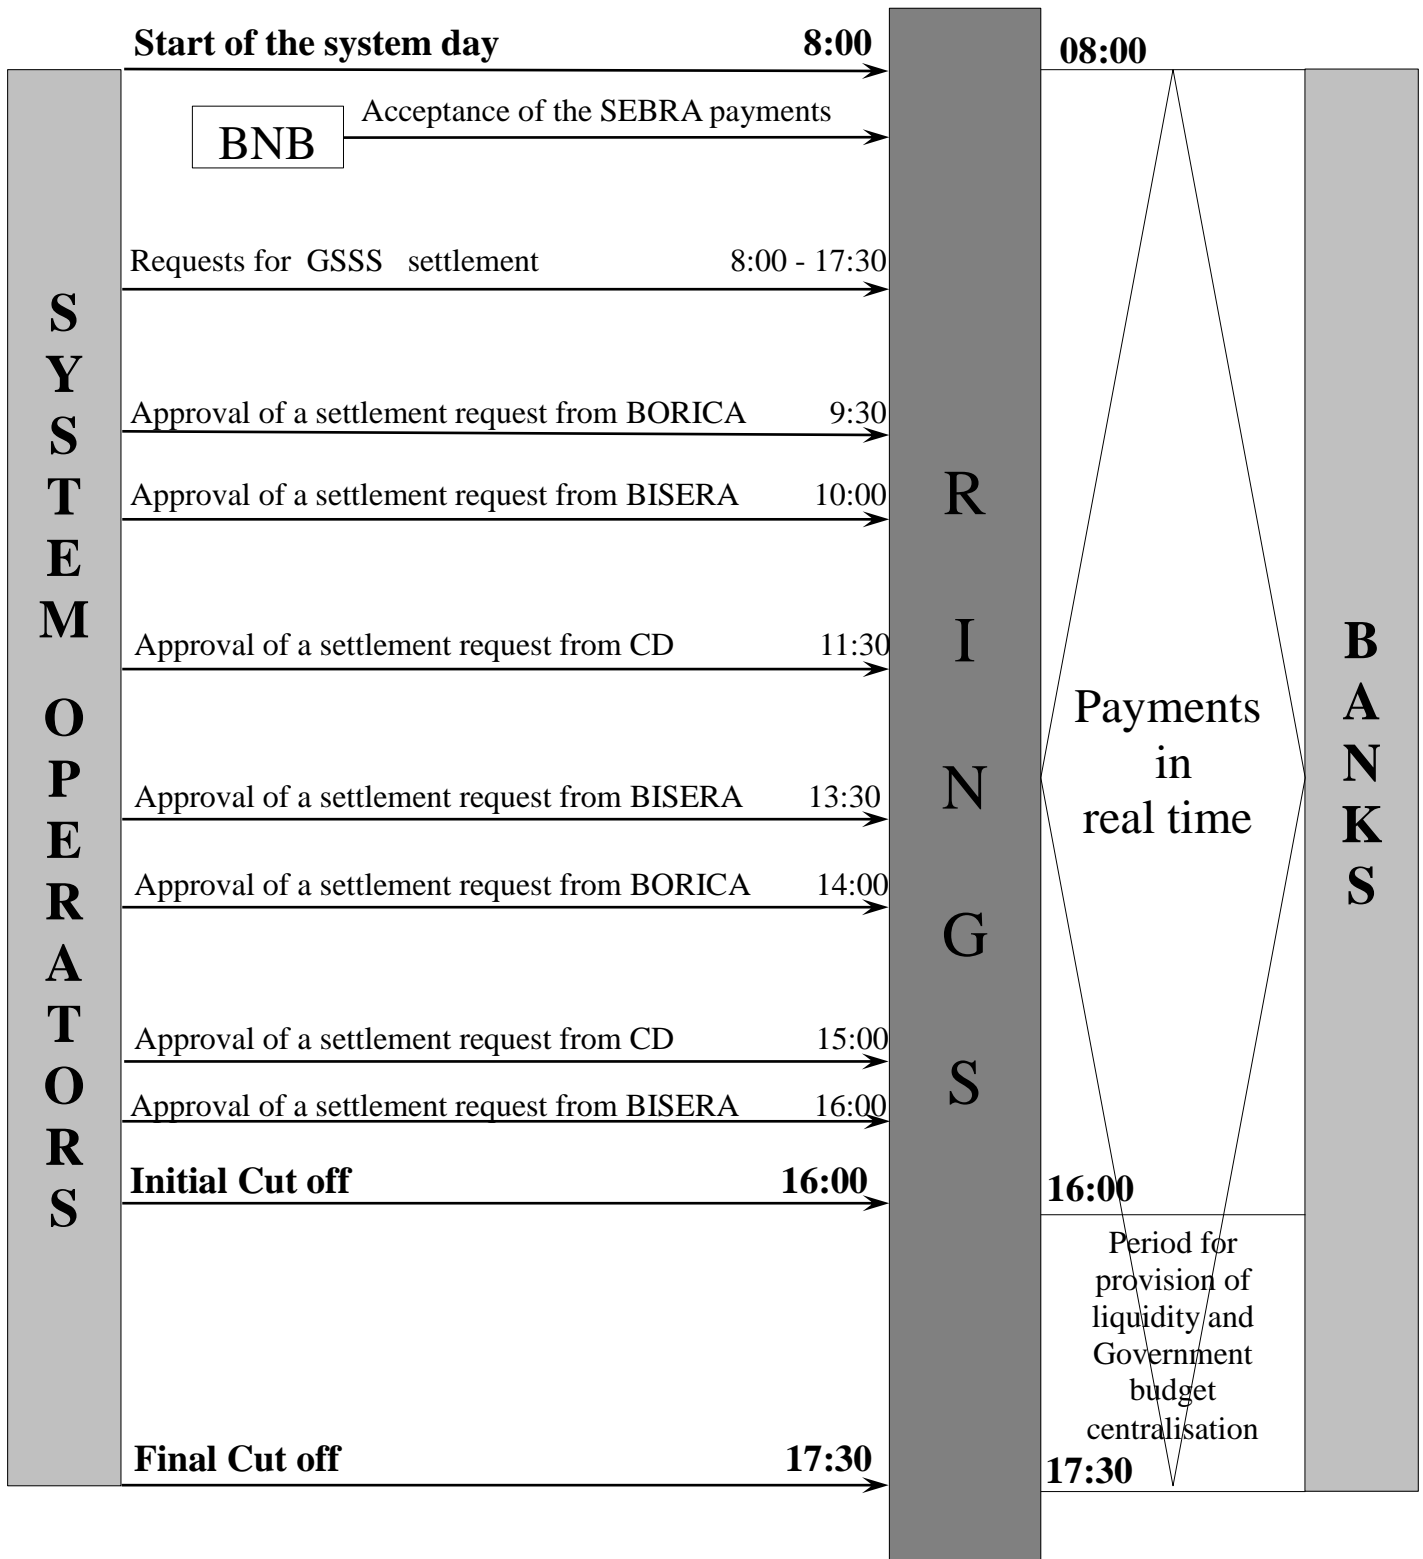 Start of the system day 8:00
08:00
Acceptance of the SEBRA payments
BNB
Requests for GSSS settlement 8:00 - 17:30
SYSTEM OPERATORS
Approval of a settlement request from BORICA 9:30
Approval of a settlement request from BISERA 10:00
RINGS
Approval of a settlement request from CD 11:30
BANKS
Payments
in
real time
Approval of a settlement request from BISERA 13:30
Approval of a settlement request from BORICA 14:00
Approval of a settlement request from CD 15:00
Approval of a settlement request from BISERA 16:00
Initial Cut off 16:00
16:00
Period for
provision of
liquidity and
Government
budget
centralisation
Final Cut off 17:30
17:30